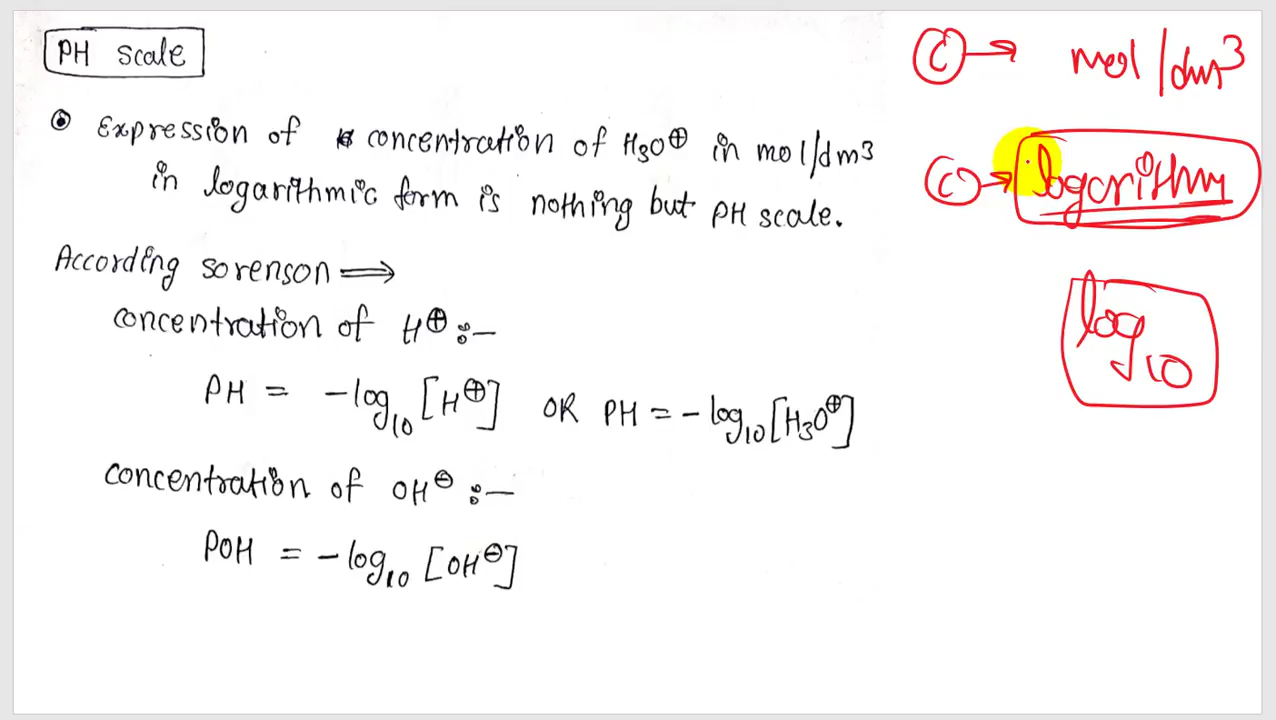 PH scale
Expression of concentration of H3O⊕ in mol/dm3
in logarithmic form is nothing but PH scale.
According sorenson ⟹
concentration of H⊕ :–
PH = -log10 [H⊕] OR PH = -log10 [H3O⊕]
concentration of OH⊖ :–
POH = -log10 [OH⊖]
C → mol/dm3
C → logarithm
log10